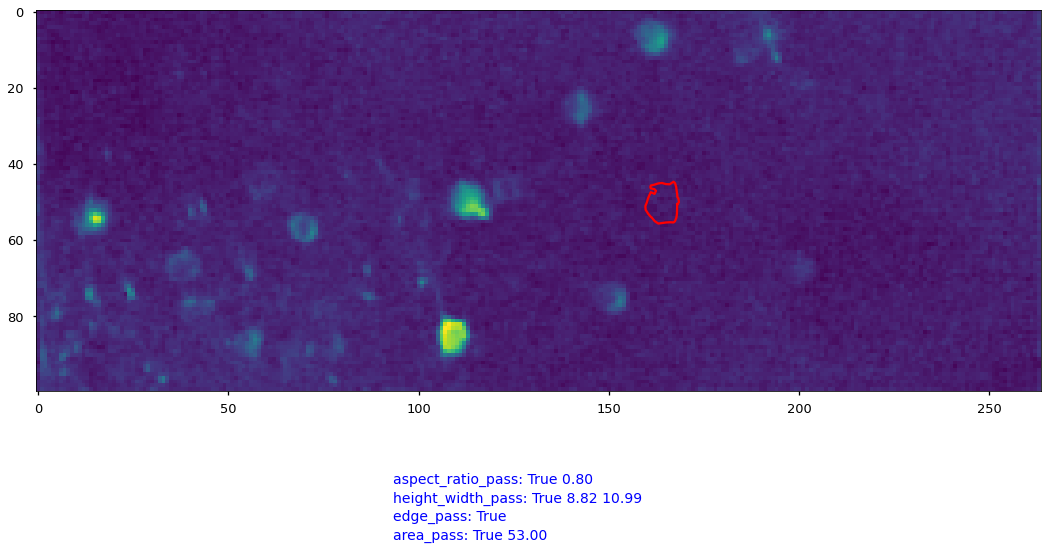 0
20
40
60
80
0 50 100 150 200 250
aspect_ratio_pass: True 0.80
height_width_pass: True 8.82 10.99
edge_pass: True
area_pass: True 53.00